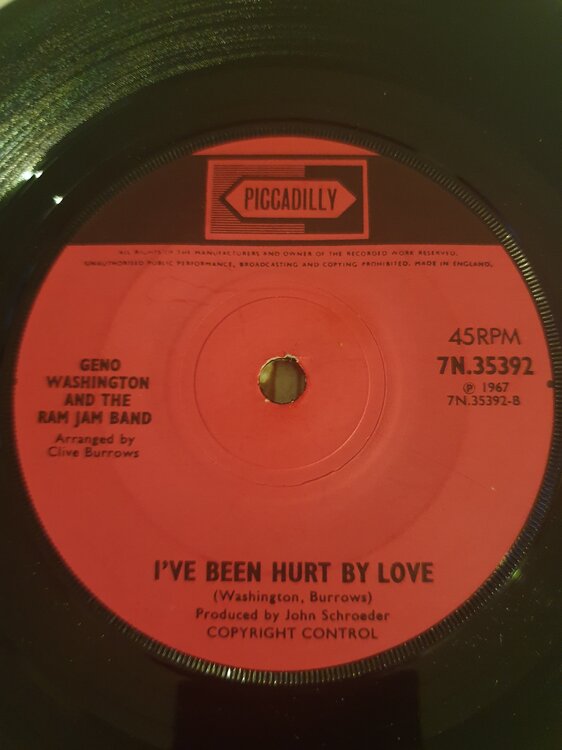 PICCADILLY
ALL RIGHTS OF THE MANUFACTURERS AND OWNER OF THE RECORDED WORK RESERVED.
UNAUTHORISED PUBLIC PERFORMANCE, BROADCASTING AND COPYING PROHIBITED. MADE IN ENGLAND.
45RPM
7N.35392
Ⓟ 1967
7N.35392-B
GENO
WASHINGTON
AND THE
RAM JAM BAND
Arranged by
Clive Burrows
I'VE BEEN HURT BY LOVE
(Washington, Burrows)
Produced by John Schroeder
COPYRIGHT CONTROL